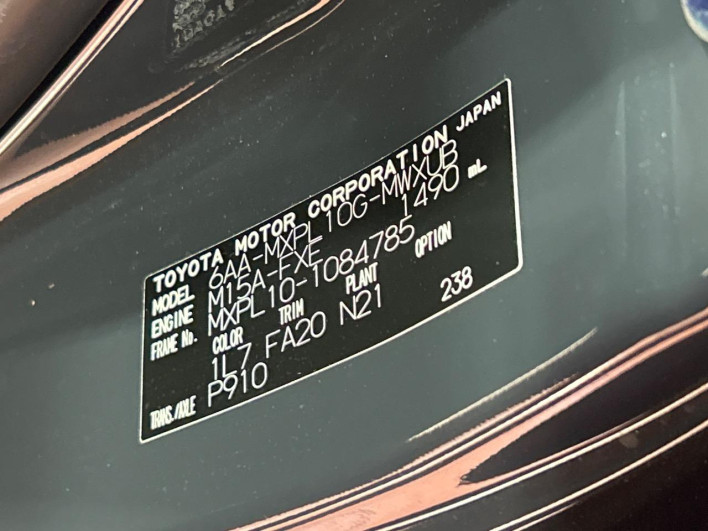 TOYOTA MOTOR CORPORATION JAPAN
MODEL 6AA-MXPL10G-MWXUB
ENGINE M15A-FXE 1490 mL
FRAME No. MXPL10-1084785
COLOR TRIM PLANT OPTION
1L7 FA20 N21 238
TRANS./AXLE P910